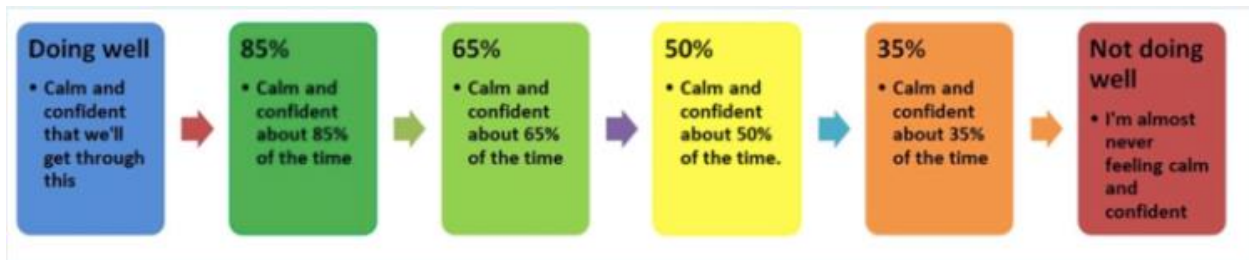 Doing well
• Calm and
confident
that we'll
get through
this
85%
• Calm and
confident
about 85%
of the time
65%
• Calm and
confident
about 65%
of the time
50%
• Calm and
confident
about 50%
of the time.
35%
• Calm and
confident
about 35%
of the time
Not doing
well
• I'm almost
never
feeling calm
and
confident